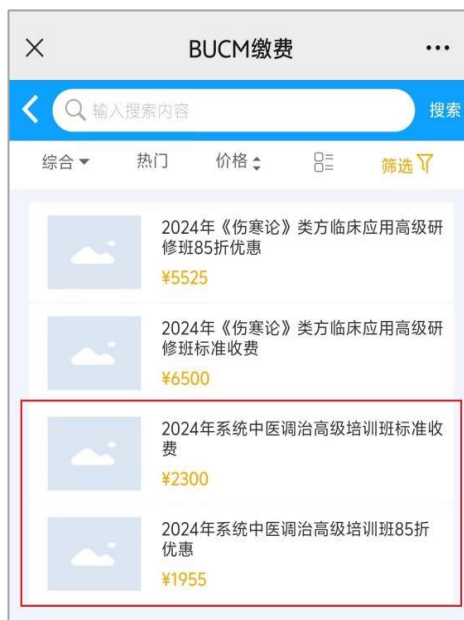 BUCM缴费
输入搜索内容
搜索
综合
热门
价格
筛选
2024年《伤寒论》类方临床应用高级研
修班85折优惠
¥5525
2024年《伤寒论》类方临床应用高级研
修班标准收费
¥6500
2024年系统中医调治高级培训班标准收
费
¥2300
2024年系统中医调治高级培训班85折
优惠
¥1955